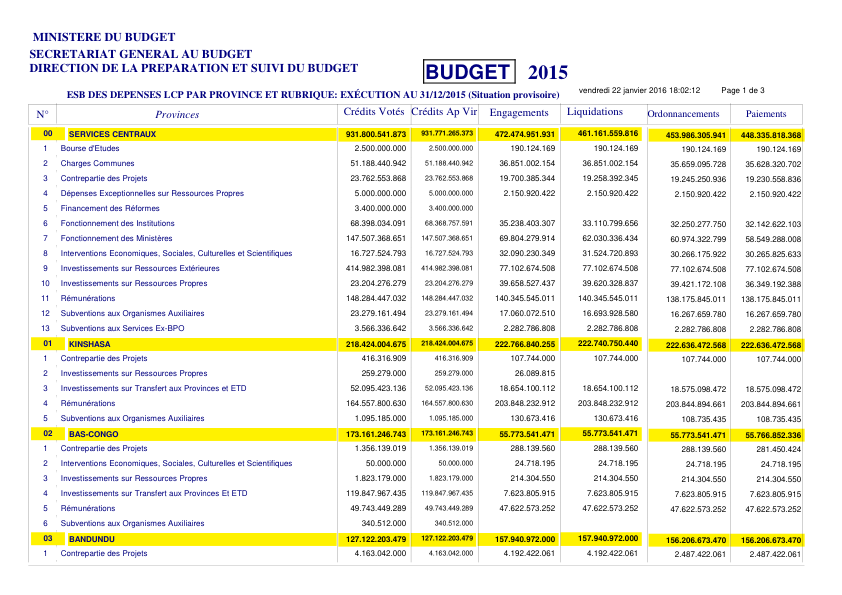 MINISTERE DU BUDGET
SECRETARIAT GENERAL AU BUDGET
DIRECTION DE LA PREPARATION ET SUIVI DU BUDGET
BUDGET 2015
ESB DES DEPENSES LCP PAR PROVINCE ET RUBRIQUE: EXÉCUTION AU 31/12/2015 (Situation provisoire) vendredi 22 janvier 2016 18:02:12 Page 1 de 3
N° Provinces Crédits Votés Crédits Ap Vir Engagements Liquidations Ordonnancements Paiements
00 SERVICES CENTRAUX 931.800.541.873 931.771.265.373 472.474.951.931 461.161.559.816 453.986.305.941 448.335.818.368
1 Bourse d'Etudes 2.500.000.000 2.500.000.000 190.124.169 190.124.169 190.124.169 190.124.169
2 Charges Communes 51.188.440.942 51.188.440.942 36.851.002.154 36.851.002.154 35.659.095.728 35.628.320.702
3 Contrepartie des Projets 23.762.553.868 23.762.553.868 19.700.385.344 19.258.392.345 19.245.250.936 19.230.558.836
4 Dépenses Exceptionnelles sur Ressources Propres 5.000.000.000 5.000.000.000 2.150.920.422 2.150.920.422 2.150.920.422 2.150.920.422
5 Financement des Réformes 3.400.000.000 3.400.000.000
6 Fonctionnement des Institutions 68.398.034.091 68.368.757.591 35.238.403.307 33.110.799.656 32.250.277.750 32.142.622.103
7 Fonctionnement des Ministères 147.507.368.651 147.507.368.651 69.804.279.914 62.030.336.434 60.974.322.799 58.549.288.008
8 Interventions Economiques, Sociales, Culturelles et Scientifiques 16.727.524.793 16.727.524.793 32.090.230.349 31.524.720.893 30.266.175.922 30.265.825.633
9 Investissements sur Ressources Extérieures 414.982.398.081 414.982.398.081 77.102.674.508 77.102.674.508 77.102.674.508 77.102.674.508
10 Investissements sur Ressources Propres 23.204.276.279 23.204.276.279 39.658.527.437 39.620.328.837 39.421.172.108 36.349.192.388
11 Rémunérations 148.284.447.032 148.284.447.032 140.345.545.011 140.345.545.011 138.175.845.011 138.175.845.011
12 Subventions aux Organismes Auxiliaires 23.279.161.494 23.279.161.494 17.060.072.510 16.693.928.580 16.267.659.780 16.267.659.780
13 Subventions aux Services Ex-BPO 3.566.336.642 3.566.336.642 2.282.786.808 2.282.786.808 2.282.786.808 2.282.786.808
01 KINSHASA 218.424.004.675 218.424.004.675 222.766.840.255 222.740.750.440 222.636.472.568 222.636.472.568
1 Contrepartie des Projets 416.316.909 416.316.909 107.744.000 107.744.000 107.744.000 107.744.000
2 Investissements sur Ressources Propres 259.279.000 259.279.000 26.089.815
3 Investissements sur Transfert aux Provinces et ETD 52.095.423.136 52.095.423.136 18.654.100.112 18.654.100.112 18.575.098.472 18.575.098.472
4 Rémunérations 164.557.800.630 164.557.800.630 203.848.232.912 203.848.232.912 203.844.894.661 203.844.894.661
5 Subventions aux Organismes Auxiliaires 1.095.185.000 1.095.185.000 130.673.416 130.673.416 108.735.435 108.735.435
02 BAS-CONGO 173.161.246.743 173.161.246.743 55.773.541.471 55.773.541.471 55.773.541.471 55.766.852.336
1 Contrepartie des Projets 1.356.139.019 1.356.139.019 288.139.560 288.139.560 288.139.560 281.450.424
2 Interventions Economiques, Sociales, Culturelles et Scientifiques 50.000.000 50.000.000 24.718.195 24.718.195 24.718.195 24.718.195
3 Investissements sur Ressources Propres 1.823.179.000 1.823.179.000 214.304.550 214.304.550 214.304.550 214.304.550
4 Investissements sur Transfert aux Provinces Et ETD 119.847.967.435 119.847.967.435 7.623.805.915 7.623.805.915 7.623.805.915 7.623.805.915
5 Rémunérations 49.743.449.289 49.743.449.289 47.622.573.252 47.622.573.252 47.622.573.252 47.622.573.252
6 Subventions aux Organismes Auxiliaires 340.512.000 340.512.000
03 BANDUNDU 127.122.203.479 127.122.203.479 157.940.972.000 157.940.972.000 156.206.673.470 156.206.673.470
1 Contrepartie des Projets 4.163.042.000 4.163.042.000 4.192.422.061 4.192.422.061 2.487.422.061 2.487.422.061